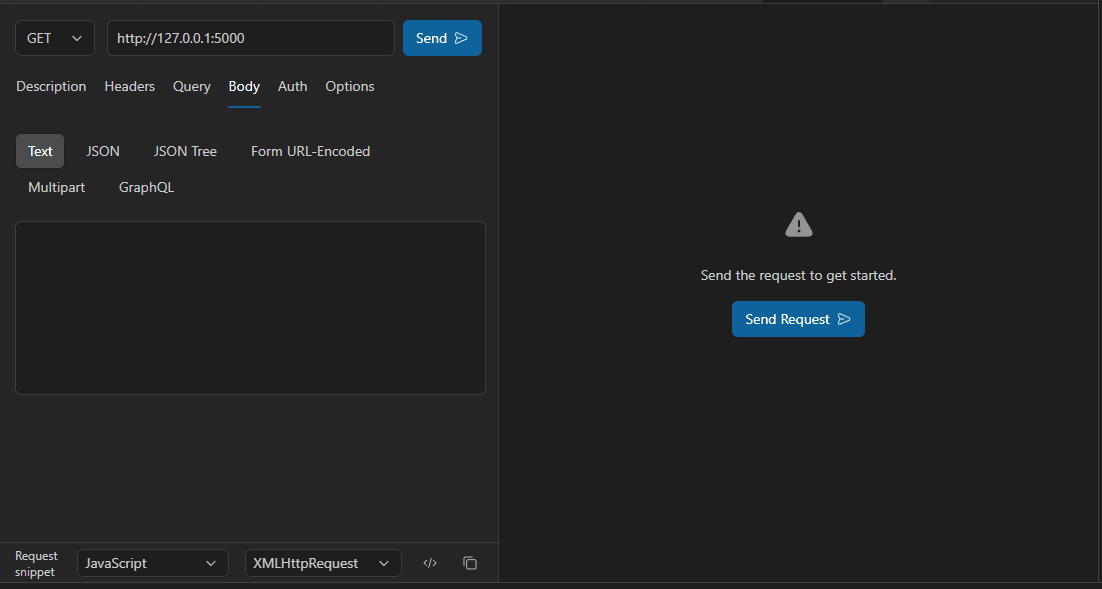 GET http://127.0.0.1:5000 Send
Description Headers Query Body Auth Options
Text JSON JSON Tree Form URL-Encoded
Multipart GraphQL
Send the request to get started.
Send Request
Request
snippet
JavaScript XMLHttpRequest